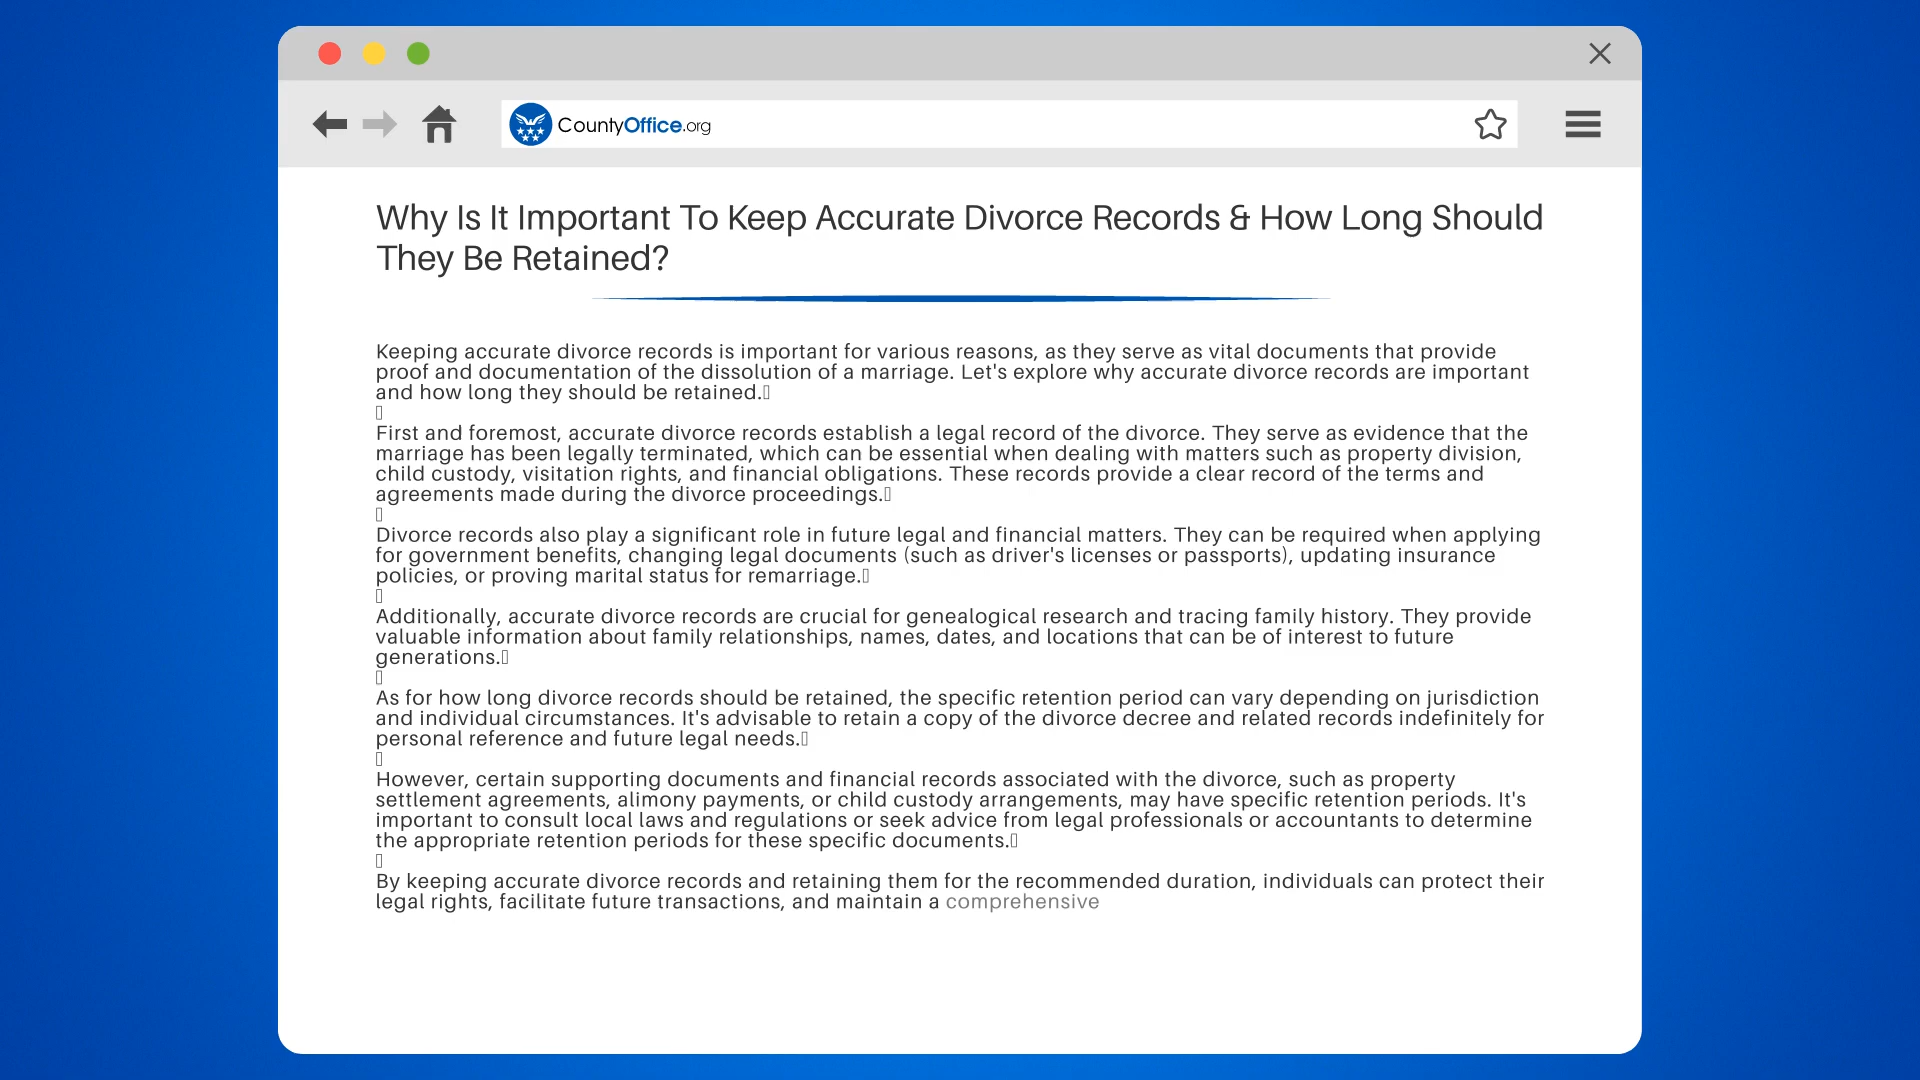 CountyOffice.org
Why Is It Important To Keep Accurate Divorce Records & How Long Should
They Be Retained?
Keeping accurate divorce records is important for various reasons, as they serve as vital documents that provide
proof and documentation of the dissolution of a marriage. Let's explore why accurate divorce records are important
and how long they should be retained.
First and foremost, accurate divorce records establish a legal record of the divorce. They serve as evidence that the
marriage has been legally terminated, which can be essential when dealing with matters such as property division,
child custody, visitation rights, and financial obligations. These records provide a clear record of the terms and
agreements made during the divorce proceedings.
Divorce records also play a significant role in future legal and financial matters. They can be required when applying
for government benefits, changing legal documents (such as driver's licenses or passports), updating insurance
policies, or proving marital status for remarriage.
Additionally, accurate divorce records are crucial for genealogical research and tracing family history. They provide
valuable information about family relationships, names, dates, and locations that can be of interest to future
generations.
As for how long divorce records should be retained, the specific retention period can vary depending on jurisdiction
and individual circumstances. It's advisable to retain a copy of the divorce decree and related records indefinitely for
personal reference and future legal needs.
However, certain supporting documents and financial records associated with the divorce, such as property
settlement agreements, alimony payments, or child custody arrangements, may have specific retention periods. It's
important to consult local laws and regulations or seek advice from legal professionals or accountants to determine
the appropriate retention periods for these specific documents.
By keeping accurate divorce records and retaining them for the recommended duration, individuals can protect their
legal rights, facilitate future transactions, and maintain a comprehensive